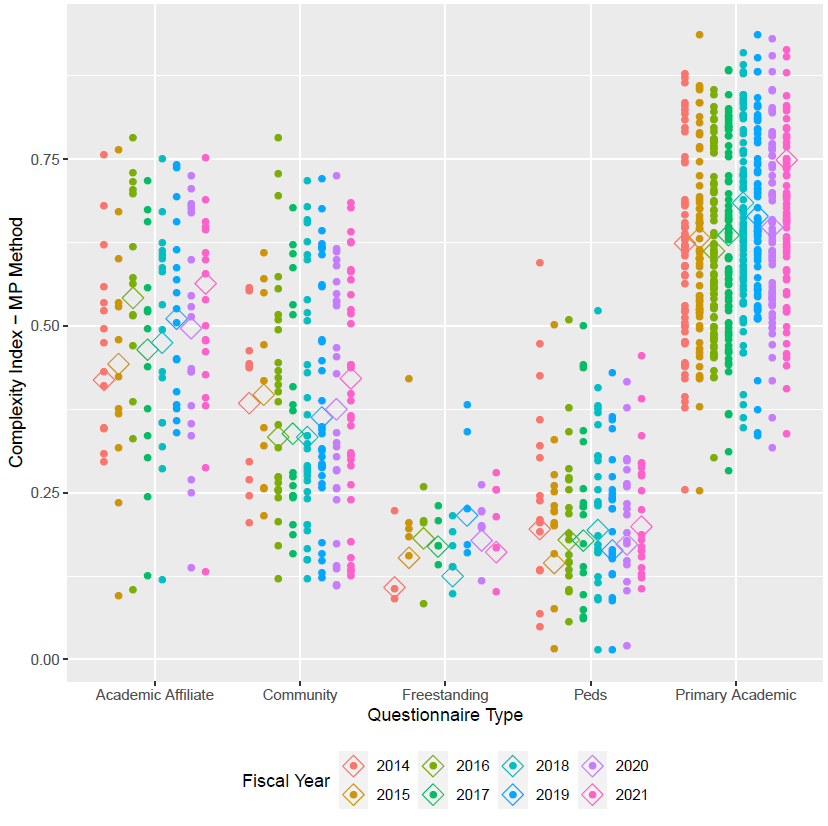 Complexity Index − MP Method
0.75
0.50
0.25
0.00
Academic Affiliate Community Freestanding Peds Primary Academic
Questionnaire Type
Fiscal Year
2014 2016 2018 2020
2015 2017 2019 2021